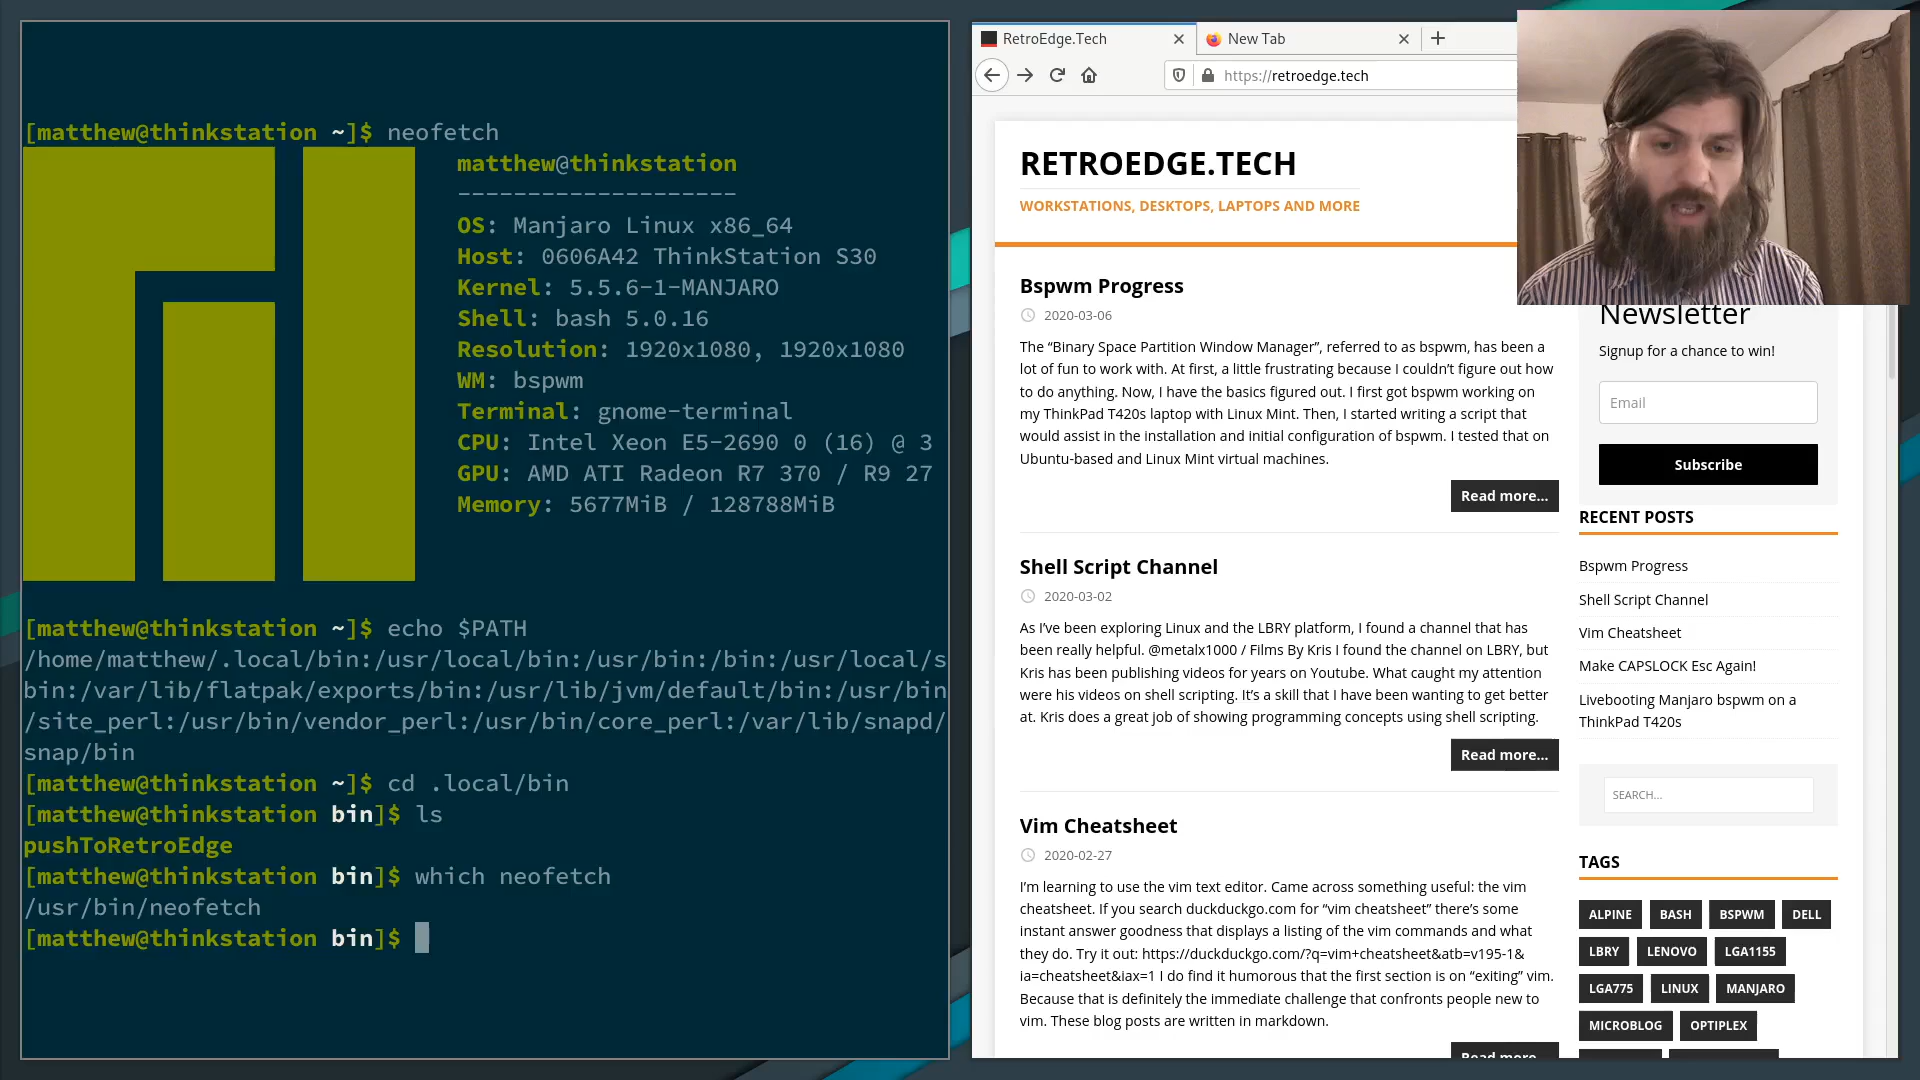 [matthew@thinkstation ~]$ neofetch
matthew@thinkstation
--------------------
OS: Manjaro Linux x86_64
Host: 0606A42 ThinkStation S30
Kernel: 5.5.6-1-MANJARO
Shell: bash 5.0.16
Resolution: 1920x1080, 1920x1080
WM: bspwm
Terminal: gnome-terminal
CPU: Intel Xeon E5-2690 0 (16) @ 3
GPU: AMD ATI Radeon R7 370 / R9 27
Memory: 5677MiB / 128788MiB
[matthew@thinkstation ~]$ echo $PATH
/home/matthew/.local/bin:/usr/local/bin:/usr/bin:/bin:/usr/local/s
bin:/var/lib/flatpak/exports/bin:/usr/lib/jvm/default/bin:/usr/bin
/site_perl:/usr/bin/vendor_perl:/usr/bin/core_perl:/var/lib/snapd/
snap/bin
[matthew@thinkstation ~]$ cd .local/bin
[matthew@thinkstation bin]$ ls
pushToRetroEdge
[matthew@thinkstation bin]$ which neofetch
/usr/bin/neofetch
[matthew@thinkstation bin]$
RetroEdge.Tech
New Tab
https://retroedge.tech
RETROEDGE.TECH
WORKSTATIONS, DESKTOPS, LAPTOPS AND MORE
Bspwm Progress
2020-03-06
The “Binary Space Partition Window Manager”, referred to as bspwm, has been a
lot of fun to work with. At first, a little frustrating because I couldn’t figure out how
to do anything. Now, I have the basics figured out. I first got bspwm working on
my ThinkPad T420s laptop with Linux Mint. Then, I started writing a script that
would assist in the installation and initial configuration of bspwm. I tested that on
Ubuntu-based and Linux Mint virtual machines.
Read more...
Shell Script Channel
2020-03-02
As I’ve been exploring Linux and the LBRY platform, I found a channel that has
been really helpful. @metalx1000 / Films By Kris I found the channel on LBRY, but
Kris has been publishing videos for years on Youtube. What caught my attention
were his videos on shell scripting. It’s a skill that I have been wanting to get better
at. Kris does a great job of showing programming concepts using shell scripting.
Read more...
Vim Cheatsheet
2020-02-27
I’m learning to use the vim text editor. Came across something useful: the vim
cheatsheet. If you search duckduckgo.com for “vim cheatsheet” there’s some
instant answer goodness that displays a listing of the vim commands and what
they do. Try it out: https://duckduckgo.com/?q=vim+cheatsheet&atb=v195-1&
ia=cheatsheet&iax=1 I do find it humorous that the first section is on “exiting” vim.
Because that is definitely the immediate challenge that confronts people new to
vim. These blog posts are written in markdown.
Read more...
Newsletter
Signup for a chance to win!
Email
Subscribe
RECENT POSTS
Bspwm Progress
Shell Script Channel
Vim Cheatsheet
Make CAPSLOCK Esc Again!
Livebooting Manjaro bspwm on a
ThinkPad T420s
SEARCH...
TAGS
ALPINE BASH BSPWM DELL
LBRY LENOVO LGA1155
LGA775 LINUX MANJARO
MICROBLOG OPTIPLEX